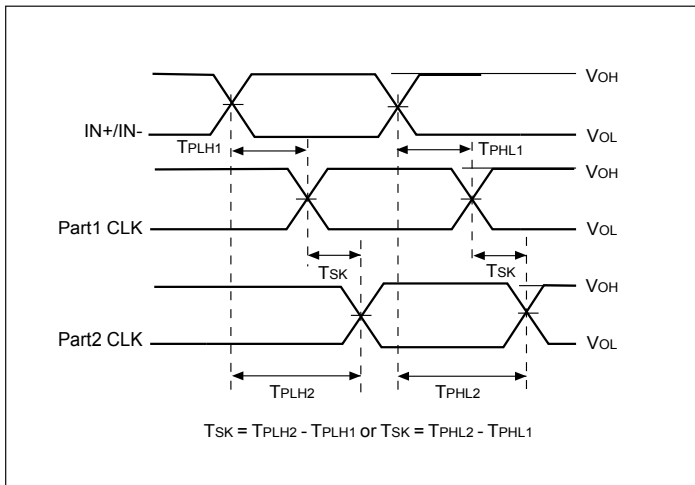 VOH
IN+/IN-
VOL
TPLH1
TPHL1
VOH
Part1 CLK
VOL
TSK
TSK
VOH
Part2 CLK
VOL
TPLH2
TPHL2
TSK = TPLH2 - TPLH1 or TSK = TPHL2 - TPHL1